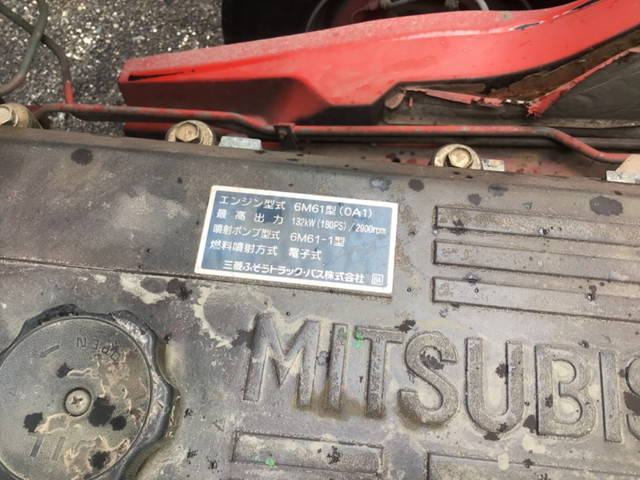 エンジン型式 6M61型(0A1)
最高出力 132kW(180PS)/2900rpm
噴射ポンプ型式 6M61-1型
燃料噴射方式 電子式
三菱ふそうトラック・バス株式会社
OPEN
MITSUBIS